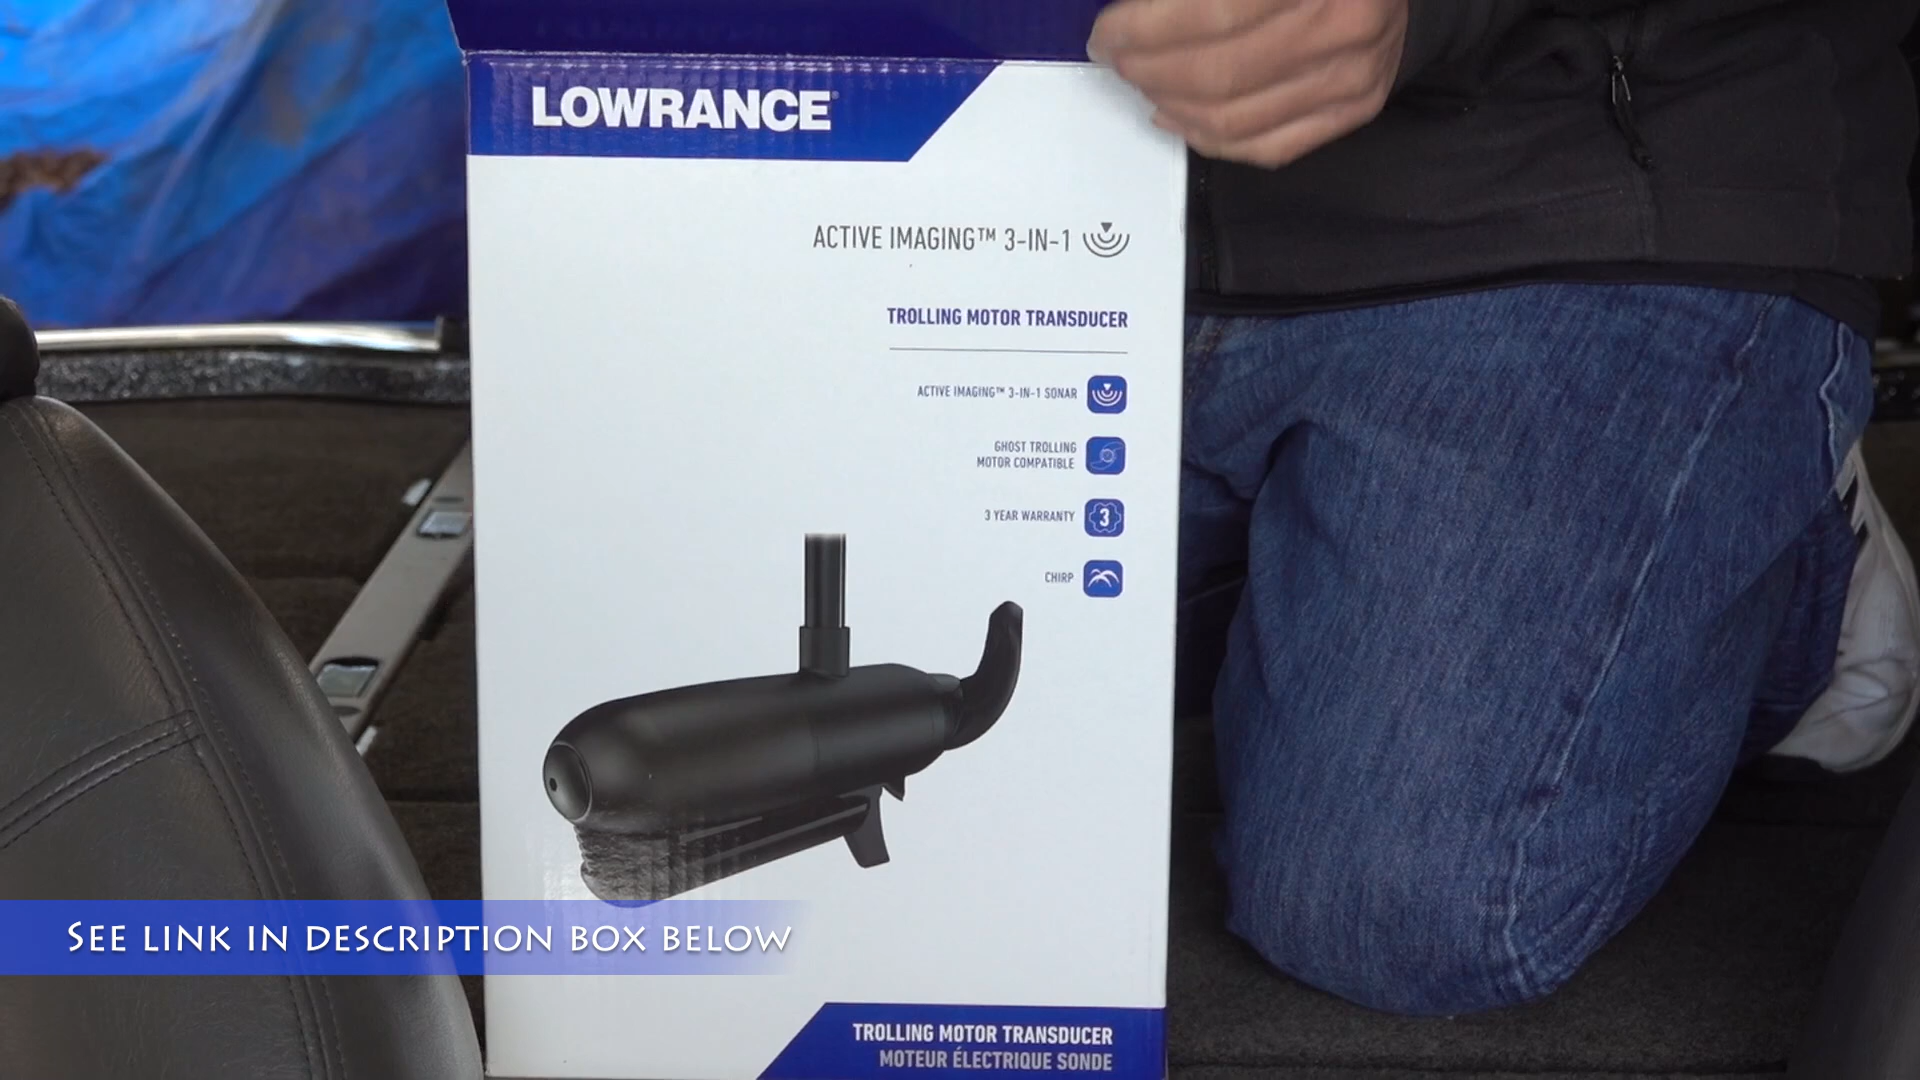 LOWRANCE
ACTIVE IMAGING™ 3-IN-1
TROLLING MOTOR TRANSDUCER
ACTIVE IMAGING™ 3-IN-1 SONAR
GHOST TROLLING
MOTOR COMPATIBLE
3 YEAR WARRANTY
3
CHIRP
SEE LINK IN DESCRIPTION BOX BELOW
TROLLING MOTOR TRANSDUCER
MOTEUR ÉLECTRIQUE SONDE